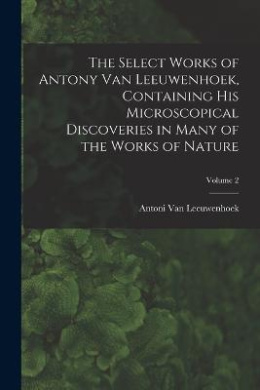 The Select Works of
Antony Van Leeuwenhoek,
Containing His
Microscopical
Discoveries in Many of
the Works of Nature
Volume 2
Antoni Van Leeuwenhoek